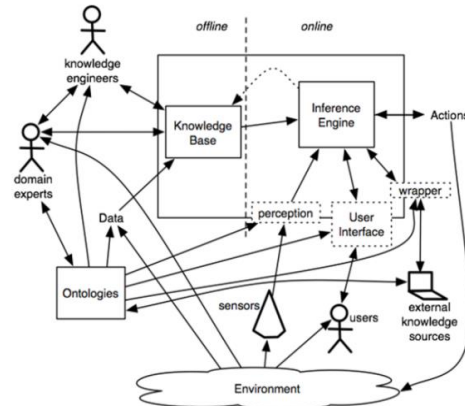 offline
online
knowledge
engineers
Knowledge
Base
Inference
Engine
Actions
domain
experts
Data
perception
User
Interface
wrapper
Ontologies
sensors
users
external
knowledge
sources
Environment